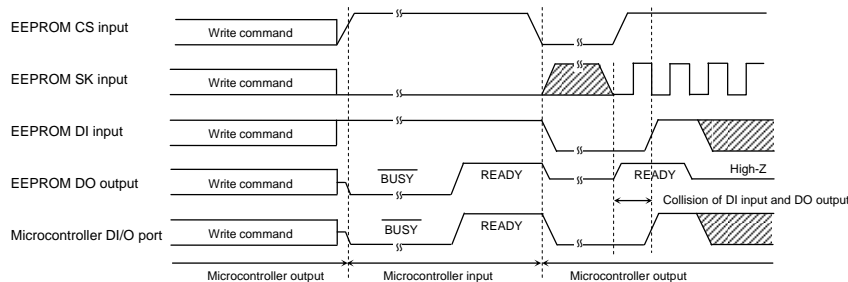 EEPROM CS input
Write command
EEPROM SK input
Write command
EEPROM DI input
Write command
EEPROM DO output
Write command
BUSY
READY
READY
High-Z
Collision of DI input and DO output
Microcontroller DI/O port
Write command
BUSY
READY
Microcontroller output
Microcontroller input
Microcontroller output